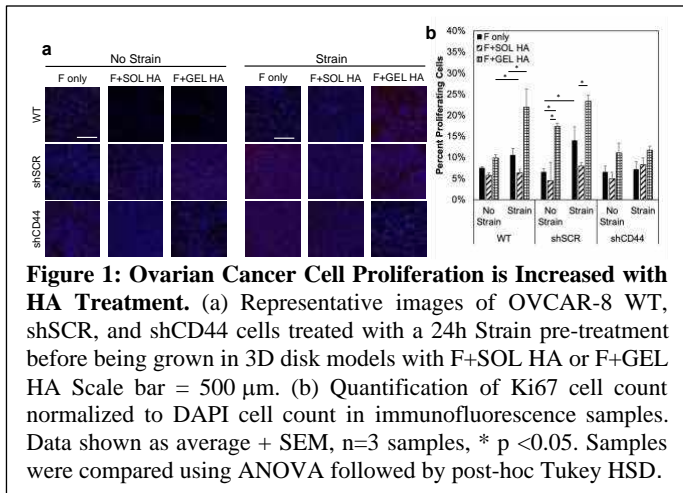 a
No Strain
Strain
F only
F+SOL HA
F+GEL HA
F only
F+SOL HA
F+GEL HA
WT
shSCR
shCD44
b
F only
F+SOL HA
F+GEL HA
Percent Proliferating Cells
40%
35%
30%
25%
20%
15%
10%
5%
0%
* * * * * * *
No Strain
Strain
No Strain
Strain
No Strain
Strain
WT
shSCR
shCD44
Figure 1: Ovarian Cancer Cell Proliferation is Increased with
HA Treatment. (a) Representative images of OVCAR-8 WT,
shSCR, and shCD44 cells treated with a 24h Strain pre-treatment
before being grown in 3D disk models with F+SOL HA or F+GEL
HA Scale bar = 500 μm. (b) Quantification of Ki67 cell count
normalized to DAPI cell count in immunofluorescence samples.
Data shown as average + SEM, n=3 samples, * p <0.05. Samples
were compared using ANOVA followed by post-hoc Tukey HSD.